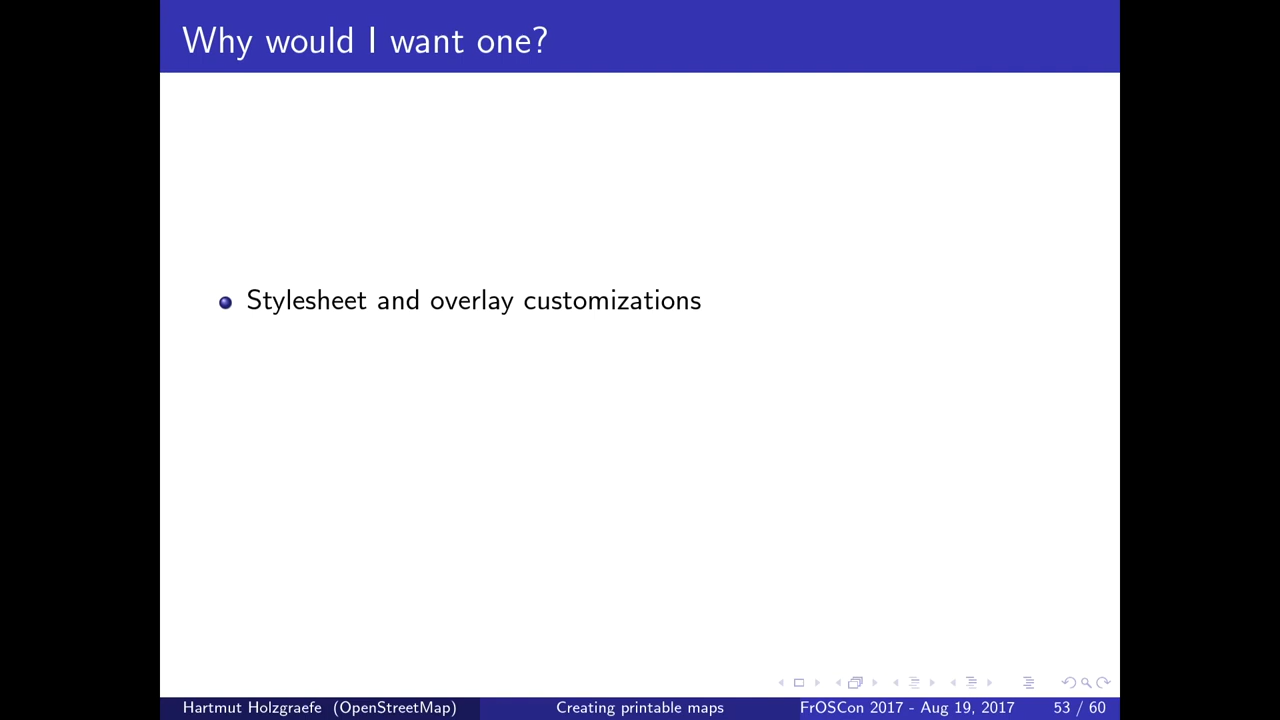 Why would I want one?
Stylesheet and overlay customizations
Hartmut Holzgraefe (OpenStreetMap) Creating printable maps FrOSCon 2017 - Aug 19, 2017 53 / 60